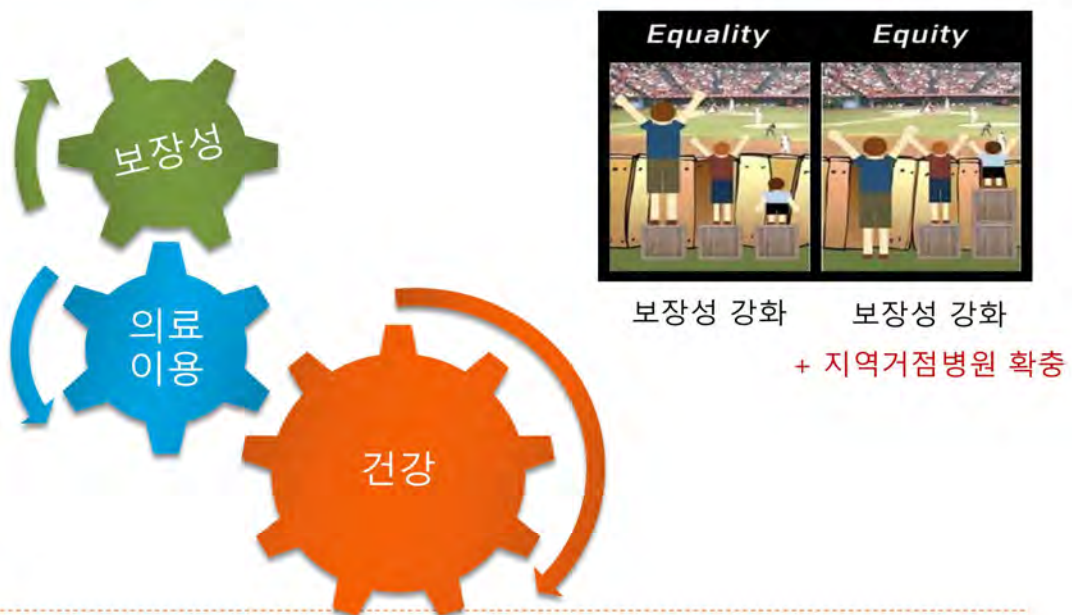 Equality
Equity
보장성
의료
이용
건강
보장성 강화
보장성 강화
+ 지역거점병원 확충